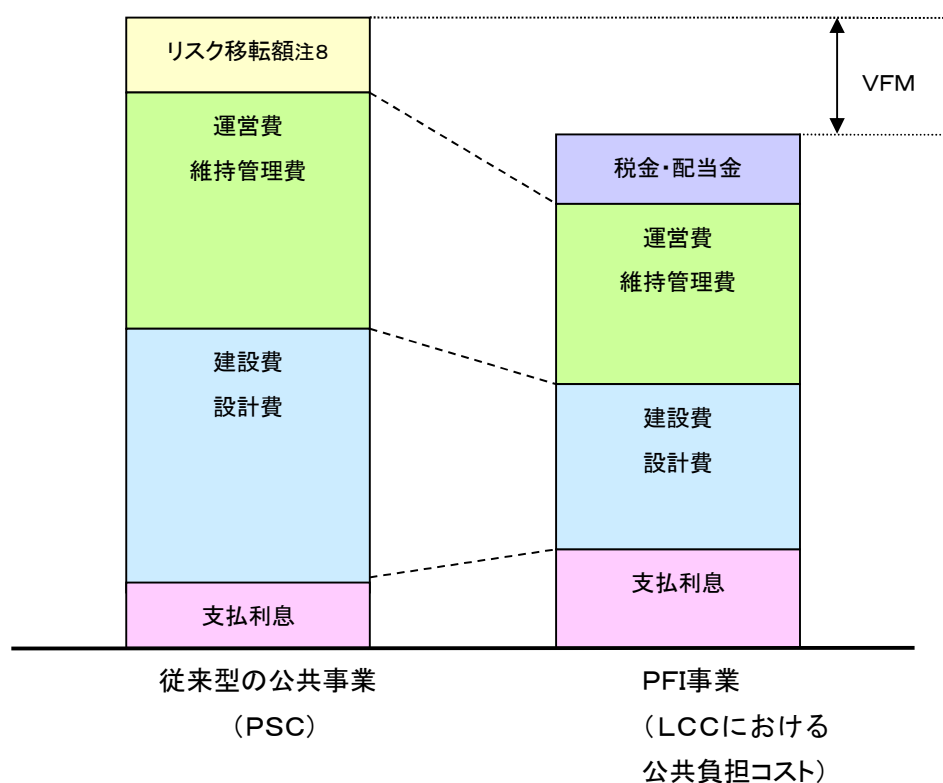 リスク移転額注8
運営費
維持管理費
建設費
設計費
支払利息
従来型の公共事業
（PSC）
VFM
税金・配当金
運営費
維持管理費
建設費
設計費
支払利息
PFI事業
（LCCにおける
公共負担コスト）